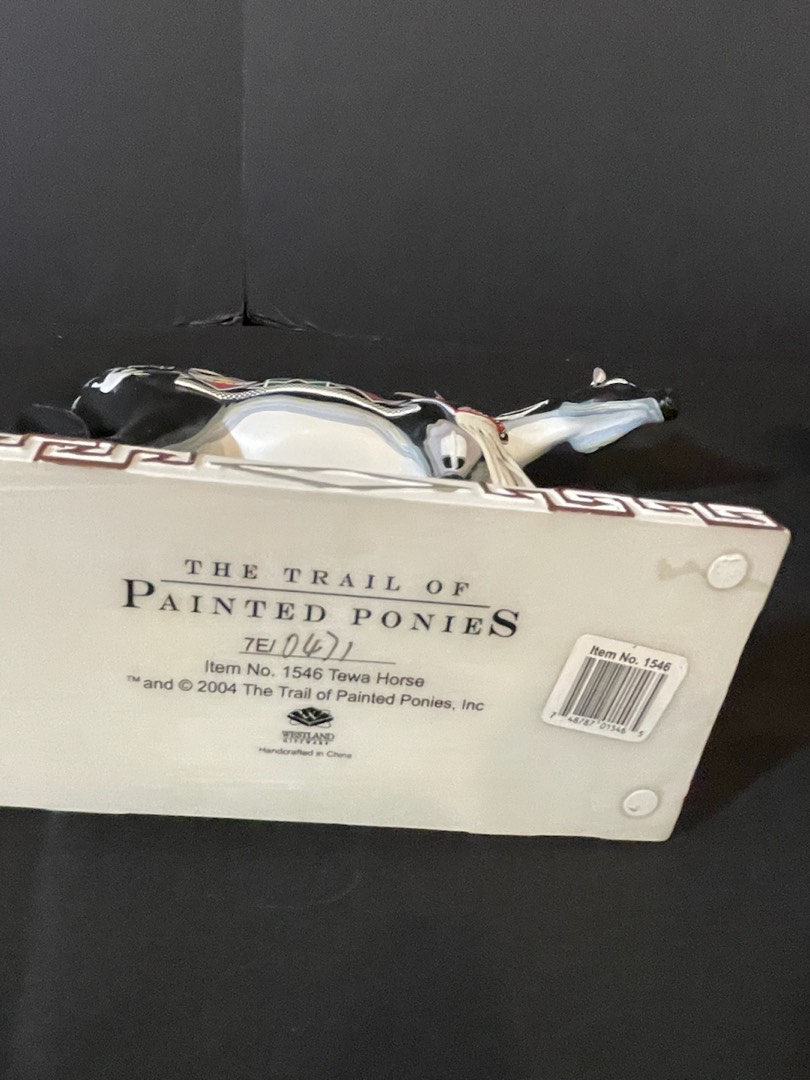 THE TRAIL OF
PAINTED PONIES
7E/0471
Item No. 1546 Tewa Horse
™ and © 2004 The Trail of Painted Ponies, Inc
WESTLAND
GIFTWARE
Handcrafted in China
Item No. 1546
7 48787 01546 5